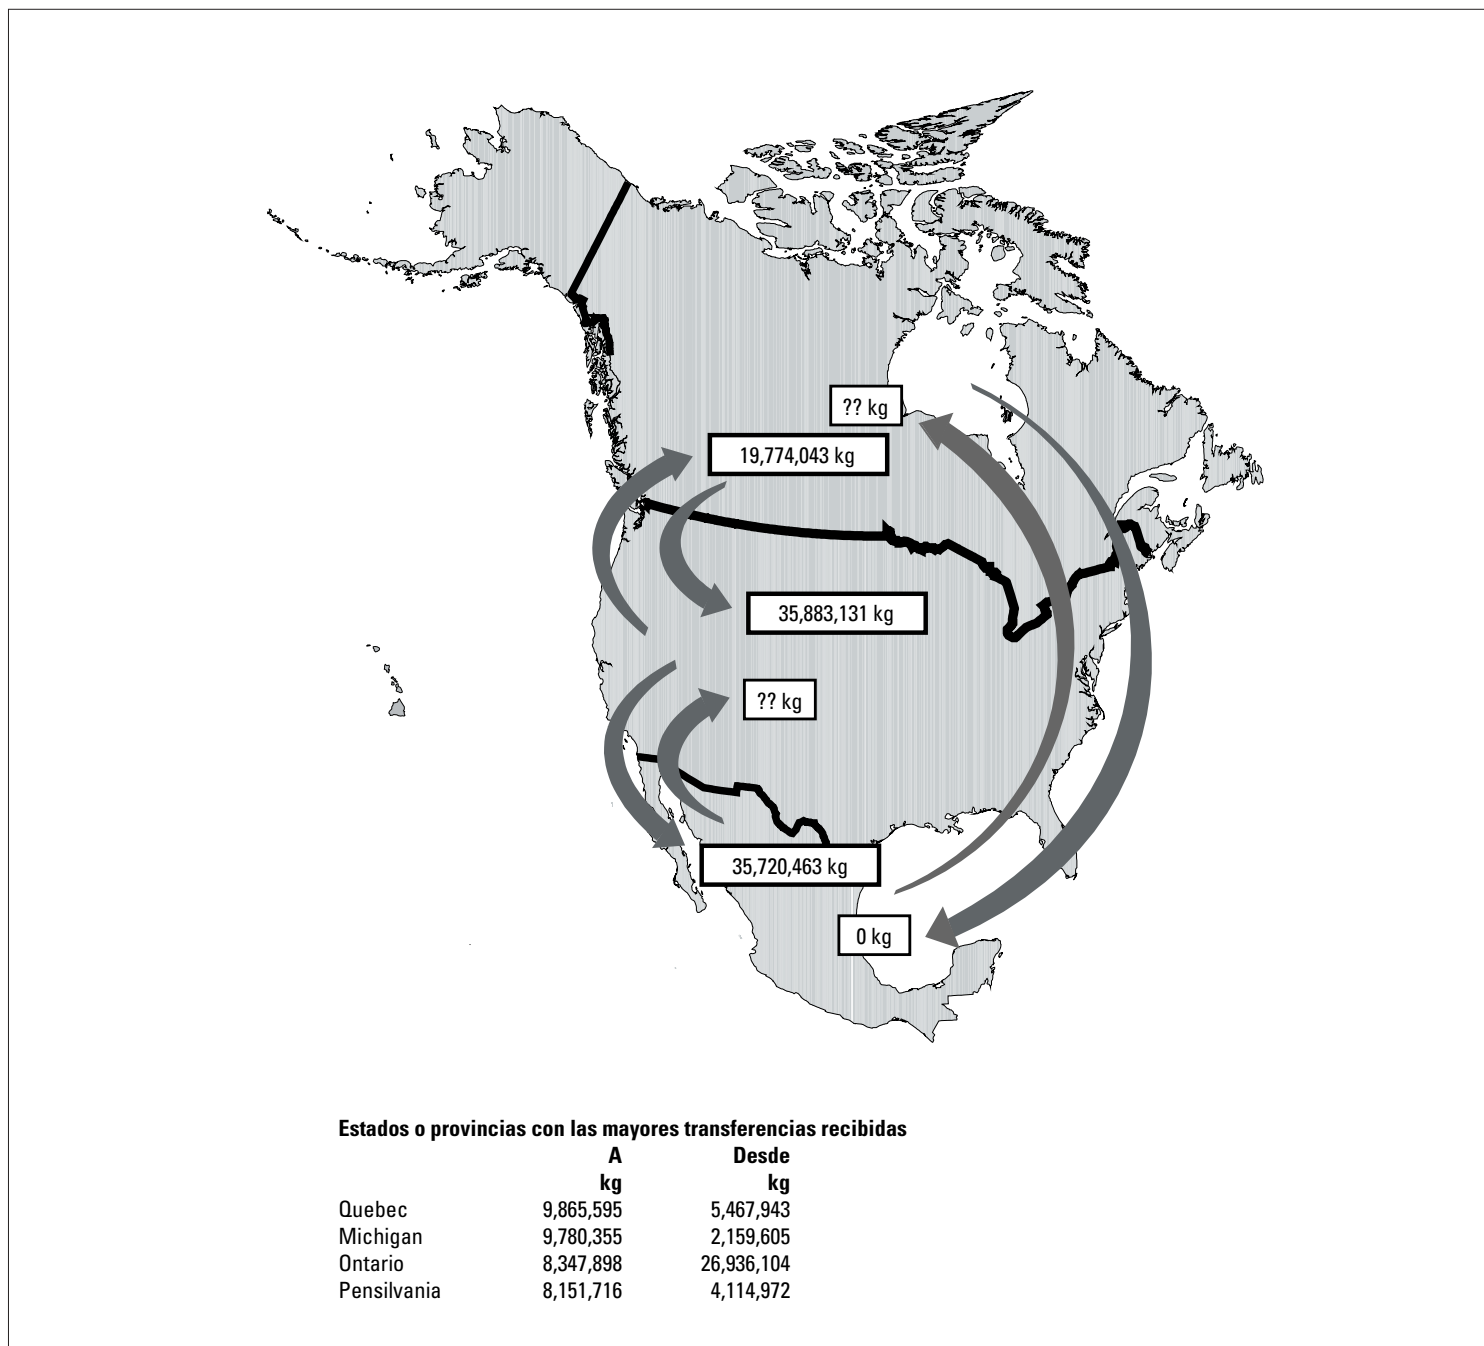 ?? kg
19,774,043 kg
35,883,131 kg
?? kg
35,720,463 kg
0 kg
Estados o provincias con las mayores transferencias recibidas
A Desde
kg kg
Quebec 9,865,595 5,467,943
Michigan 9,780,355 2,159,605
Ontario 8,347,898 26,936,104
Pensilvania 8,151,716 4,114,972